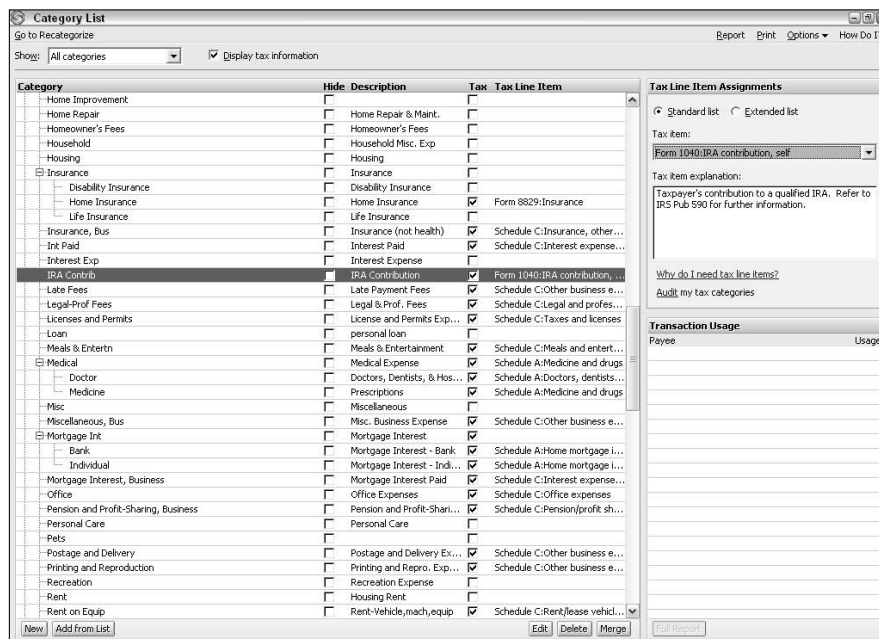 Category List
Go to Recategorize Report Print Options How Do I?
Show: All categories Display tax information
Category Hide Description Tax Tax Line Item
Home Improvement
Home Repair Home Repair & Maint.
Homeowner's Fees Homeowner's Fees
Household Household Misc. Exp
Housing Housing
Insurance Insurance
Disability Insurance Disability Insurance
Home Insurance Home Insurance Form 8829:Insurance
Life Insurance Life Insurance
Insurance, Bus Insurance (not health) Schedule C:Insurance, other...
Int Paid Interest Paid Schedule C:Interest expense...
Interest Exp Interest Expense
IRA Contrib IRA Contribution Form 1040:IRA contribution, ...
Late Fees Late Payment Fees Schedule C:Other business e...
Legal-Prof Fees Legal & Prof. Fees Schedule C:Legal and profes...
Licenses and Permits License and Permits Exp... Schedule C:Taxes and licenses
Loan personal loan
Meals & Entertn Meals & Entertainment Schedule C:Meals and entert...
Medical Medical Expense Schedule A:Medicine and drugs
Doctor Doctors, Dentists, & Hos... Schedule A:Doctors, dentists...
Medicine Prescriptions Schedule A:Medicine and drugs
Misc Miscellaneous
Miscellaneous, Bus Misc. Business Expense Schedule C:Other business e...
Mortgage Int Mortgage Interest
Bank Mortgage Interest - Bank Schedule A:Home mortgage i...
Individual Mortgage Interest - Indi... Schedule A:Home mortgage i...
Mortgage Interest, Business Mortgage Interest Paid Schedule C:Interest expense...
Office Office Expenses Schedule C:Office expenses
Pension and Profit-Sharing, Business Pension and Profit-Shari... Schedule C:Pension/profit sh...
Personal Care Personal Care
Pets
Postage and Delivery Postage and Delivery Ex... Schedule C:Other business e...
Printing and Reproduction Printing and Repro. Exp... Schedule C:Other business e...
Recreation Recreation Expense
Rent Housing Rent
Rent on Equip Rent-Vehicle,mach,equip Schedule C:Rent/lease vehicl...
New Add from List Edit Delete Merge
Tax Line Item Assignments
Standard list Extended list
Tax item:
Form 1040:IRA contribution, self
Tax item explanation:
Taxpayer's contribution to a qualified IRA. Refer to
IRS Pub 590 for further information.
Why do I need tax line items?
Audit my tax categories
Transaction Usage
Payee Usage
Full Report